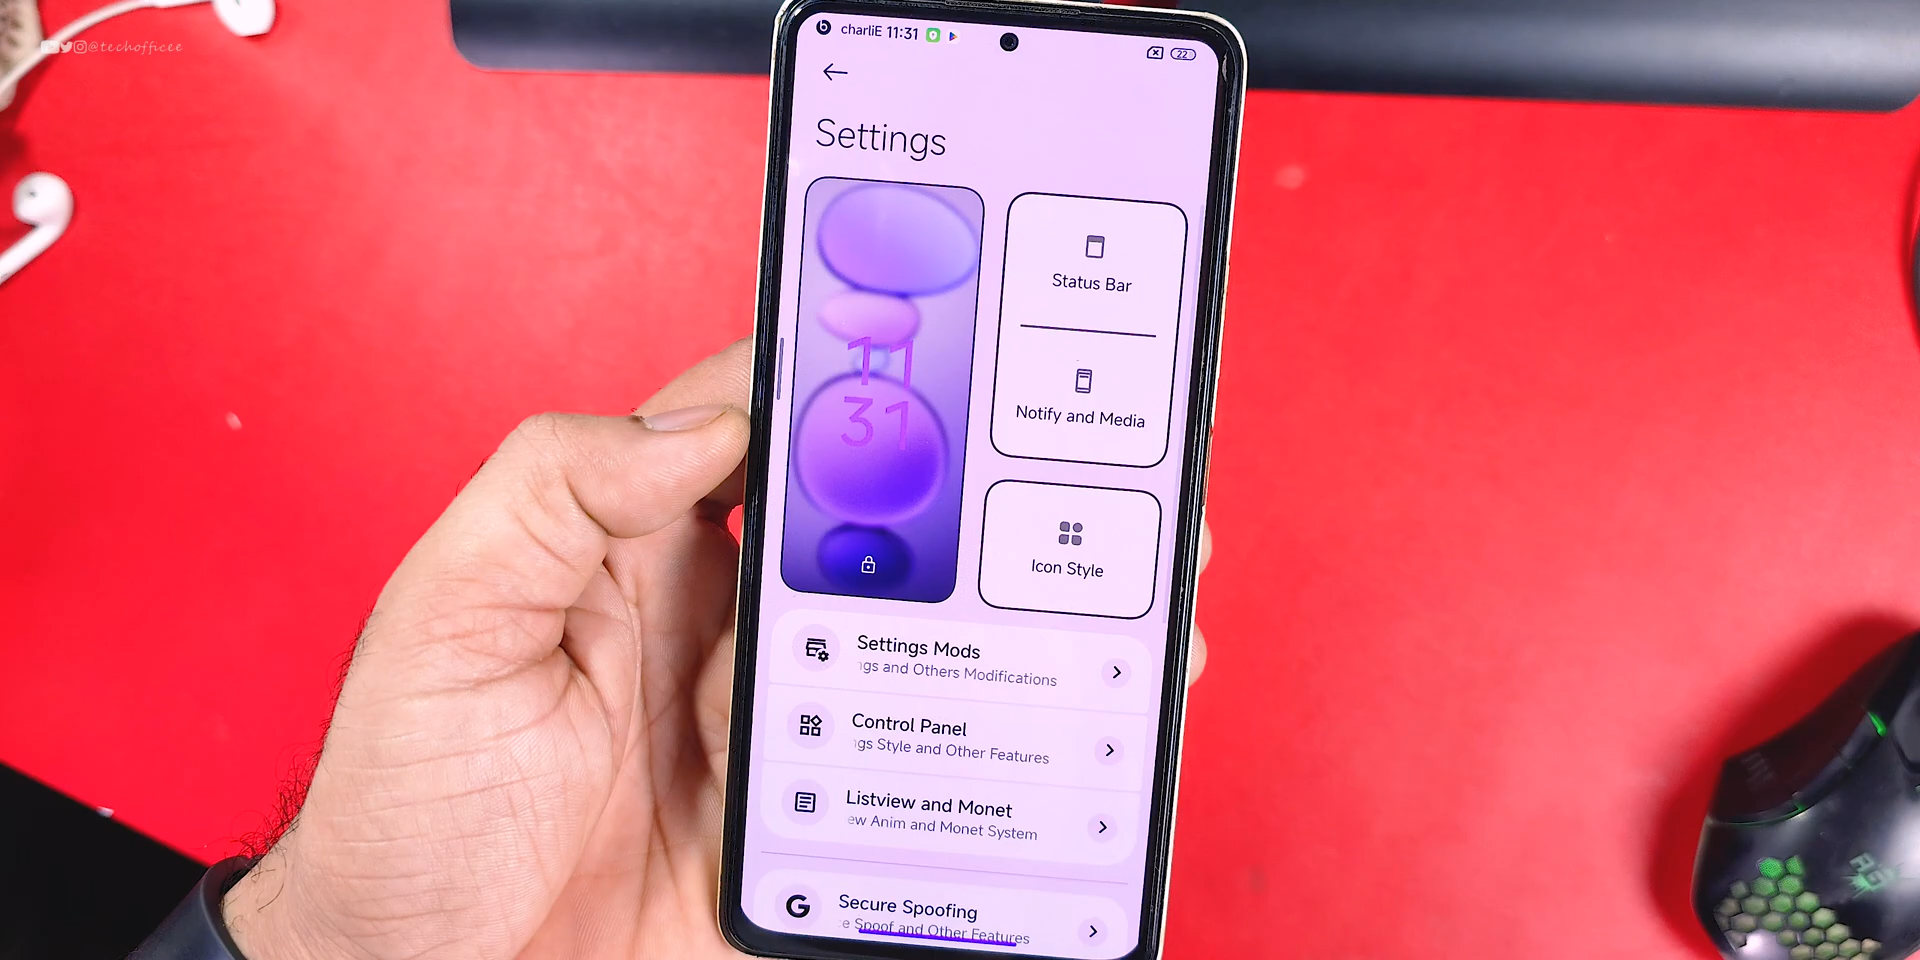 @techofficee
charliE 11:31
22
Settings
11
31
Status Bar
Notify and Media
Icon Style
Settings Mods
ngs and Others Modifications
Control Panel
ngs Style and Other Features
Listview and Monet
ew Anim and Monet System
G
Secure Spoofing
e Spoof and Other Features